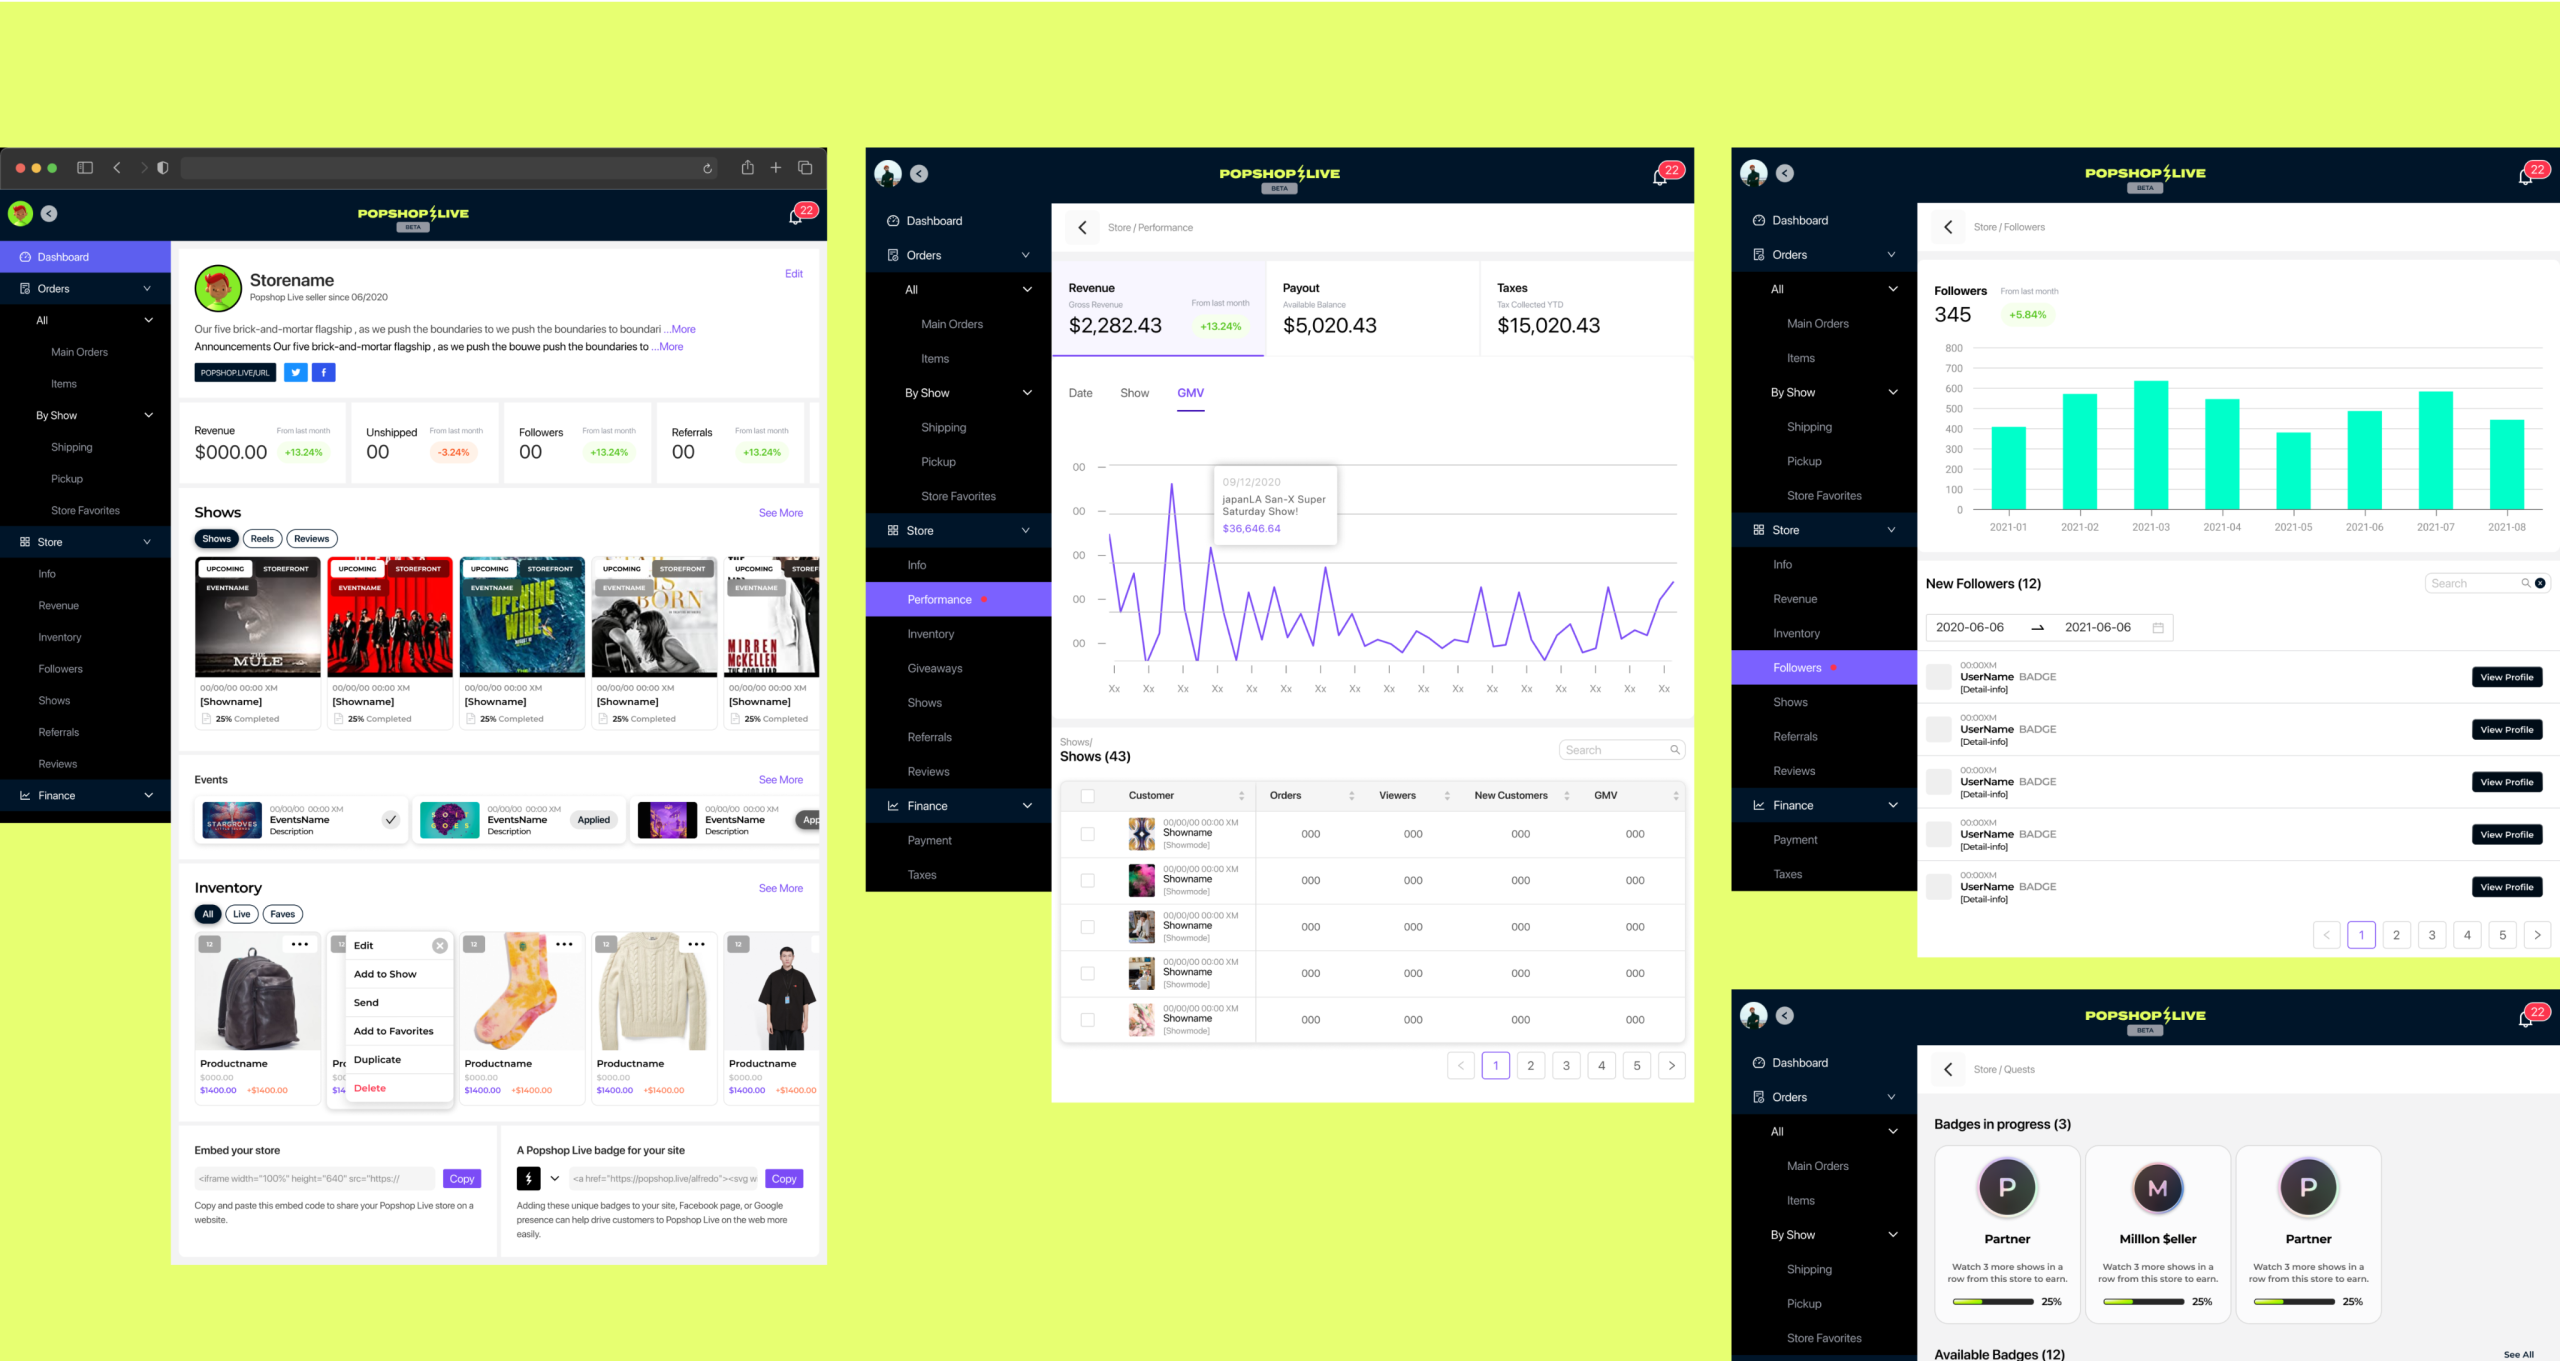 POPSHOP LIVE
BETA
22
Dashboard
Orders
All
Main Orders
Items
By Show
Shipping
Pickup
Store Favorites
Store
Info
Revenue
Inventory
Followers
Shows
Referrals
Reviews
Finance
Storename
Popshop Live seller since 06/2020
Edit
Our five brick-and-mortar flagship , as we push the boundaries to we push the boundaries to boundari ...More
Announcements Our five brick-and-mortar flagship , as we push the bouwe push the boundaries to ...More
POPSHOP.LIVE/URL
Revenue From last month
$000.00 +13.24%
Unshipped From last month
00 -3.24%
Followers From last month
00 +13.24%
Referrals From last month
00 +13.24%
Shows See More
Shows Reels Reviews
UPCOMING STOREFRONT
EVENTNAME
THE MULE
00/00/00 00:00 XM
[Showname]
25% Completed
UPCOMING STOREFRONT
EVENTNAME
00/00/00 00:00 XM
[Showname]
25% Completed
UPCOMING STOREFRONT
EVENTNAME
OPENING
WIDE
00/00/00 00:00 XM
[Showname]
25% Completed
UPCOMING STOREFRONT
EVENTNAME
IS
BORN
00/00/00 00:00 XM
[Showname]
25% Completed
UPCOMING STOREF
EVENTNAME
MIRREN
MCKELLEN
THE GOOD LIAR
00/00/00 00:00 XM
[Showname]
25% Completed
Events See More
STARGROVES
00/00/00 00:00 XM
EventsName
Description
00/00/00 00:00 XM
EventsName
Description
Applied
00/00/00 00:00 XM
EventsName
Description
App
Inventory See More
All Live Faves
12
Productname
$000.00
$1400.00 +$1400.00
12
Edit
Add to Show
Send
Add to Favorites
Duplicate
Delete
Pr
$00
$14
12
Productname
$000.00
$1400.00 +$1400.00
12
Productname
$000.00
$1400.00 +$1400.00
12
Productname
$000.00
$1400.00 +$1400.00
Embed your store
<iframe width="100%" height="640" src="https://
Copy
Copy and paste this embed code to share your Popshop Live store on a
website.
A Popshop Live badge for your site
<a href="https://popshop.live/alfredo"><svg w
Copy
Adding these unique badges to your site, Facebook page, or Google
presence can help drive customers to Popshop Live on the web more
easily.
POPSHOP LIVE
BETA
22
Dashboard
Orders
All
Main Orders
Items
By Show
Shipping
Pickup
Store Favorites
Store
Info
Performance
Inventory
Giveaways
Shows
Referrals
Reviews
Finance
Payment
Taxes
Store / Performance
Revenue
Gross Revenue From last month
$2,282.43 +13.24%
Payout
Available Balance
$5,020.43
Taxes
Tax Collected YTD
$15,020.43
Date Show GMV
00
00
00
00
00
09/12/2020
japanLA San-X Super
Saturday Show!
$36,646.64
Xx Xx Xx Xx Xx Xx Xx Xx Xx Xx Xx Xx Xx Xx Xx Xx Xx
Shows/
Shows (43)
Search
Customer Orders Viewers New Customers GMV
00/00/00 00:00 XM
Showname 000 000 000 000
[Showmode]
00/00/00 00:00 XM
Showname 000 000 000 000
[Showmode]
00/00/00 00:00 XM
Showname 000 000 000 000
[Showmode]
00/00/00 00:00 XM
Showname 000 000 000 000
[Showmode]
00/00/00 00:00 XM
Showname 000 000 000 000
[Showmode]
< 1 2 3 4 5 >
POPSHOP LIVE
BETA
22
Dashboard
Orders
All
Main Orders
Items
By Show
Shipping
Pickup
Store Favorites
Store
Info
Revenue
Inventory
Followers
Shows
Referrals
Reviews
Finance
Payment
Taxes
Store / Followers
Followers From last month
345 +5.84%
800
700
600
500
400
300
200
100
0
2021-01 2021-02 2021-03 2021-04 2021-05 2021-06 2021-07 2021-08
New Followers (12)
Search
2020-06-06 → 2021-06-06
00:00XM
UserName BADGE
[Detail-info]
View Profile
00:00XM
UserName BADGE
[Detail-info]
View Profile
00:00XM
UserName BADGE
[Detail-info]
View Profile
00:00XM
UserName BADGE
[Detail-info]
View Profile
00:00XM
UserName BADGE
[Detail-info]
View Profile
< 1 2 3 4 5 >
POPSHOP LIVE
BETA
22
Dashboard
Orders
All
Main Orders
Items
By Show
Shipping
Pickup
Store Favorites
Store / Quests
Badges in progress (3)
P
Partner
Watch 3 more shows in a
row from this store to earn.
25%
M
Milllon $eller
Watch 3 more shows in a
row from this store to earn.
25%
P
Partner
Watch 3 more shows in a
row from this store to earn.
25%
Available Badges (12) See All